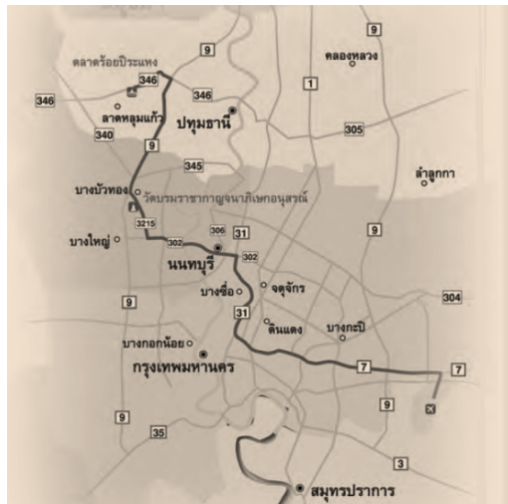 9
9
คลองหลวง
ตลาดร้อยปีระแหง
346
1
346
346
ลาดหลุมแก้ว
ปทุมธานี
305
340
9
345
ลำลูกกา
บางบัวทอง
วัดบรมราชากาญจนาภิเษกอนุสรณ์
3215
306
31
9
บางใหญ่
302
302
นนทบุรี
บางซื่อ
จตุจักร
304
9
31
ดินแดง
บางกะปิ
บางกอกน้อย
กรุงเทพมหานคร
7
7
9
9
35
3
สมุทรปราการ